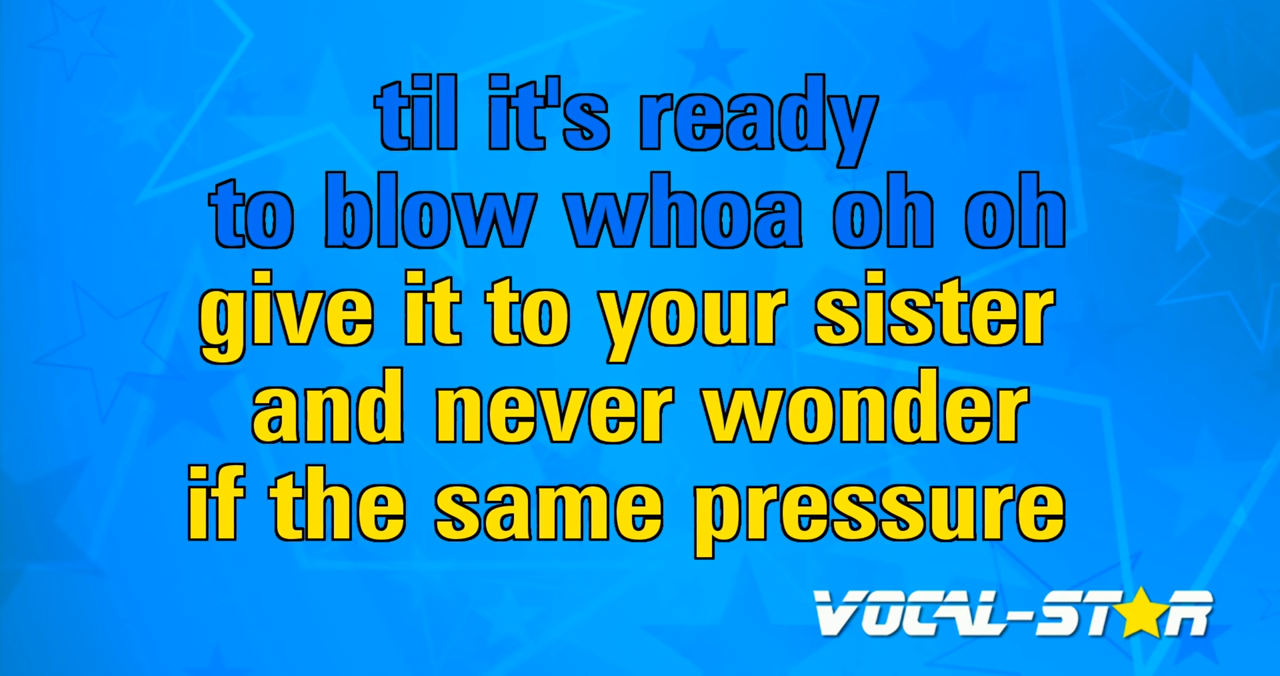 til it's ready
to blow whoa oh oh
give it to your sister
and never wonder
if the same pressure
VOCAL-STAR